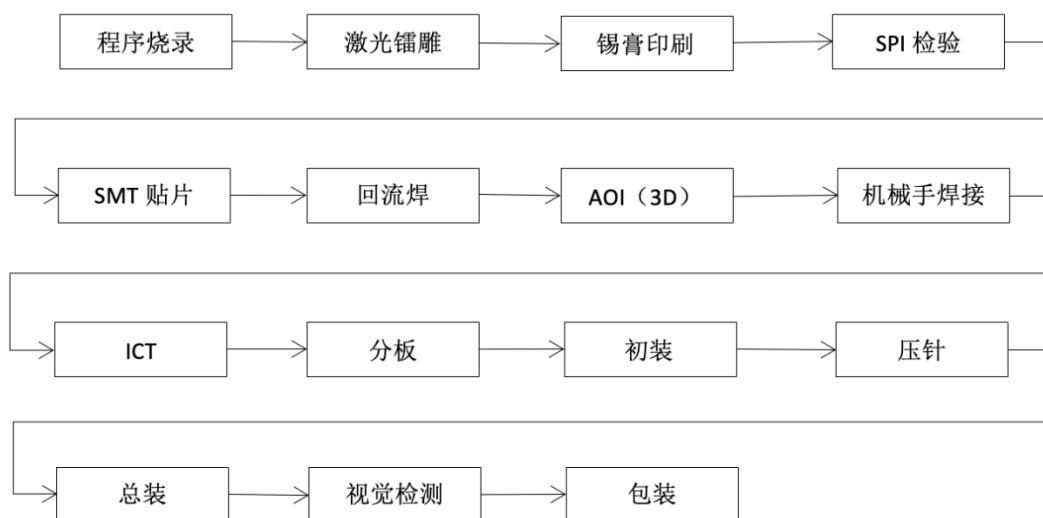 程序烧录
激光镭雕
锡膏印刷
SPI 检验
SMT 贴片
回流焊
AOI（3D）
机械手焊接
ICT
分板
初装
压针
总装
视觉检测
包装